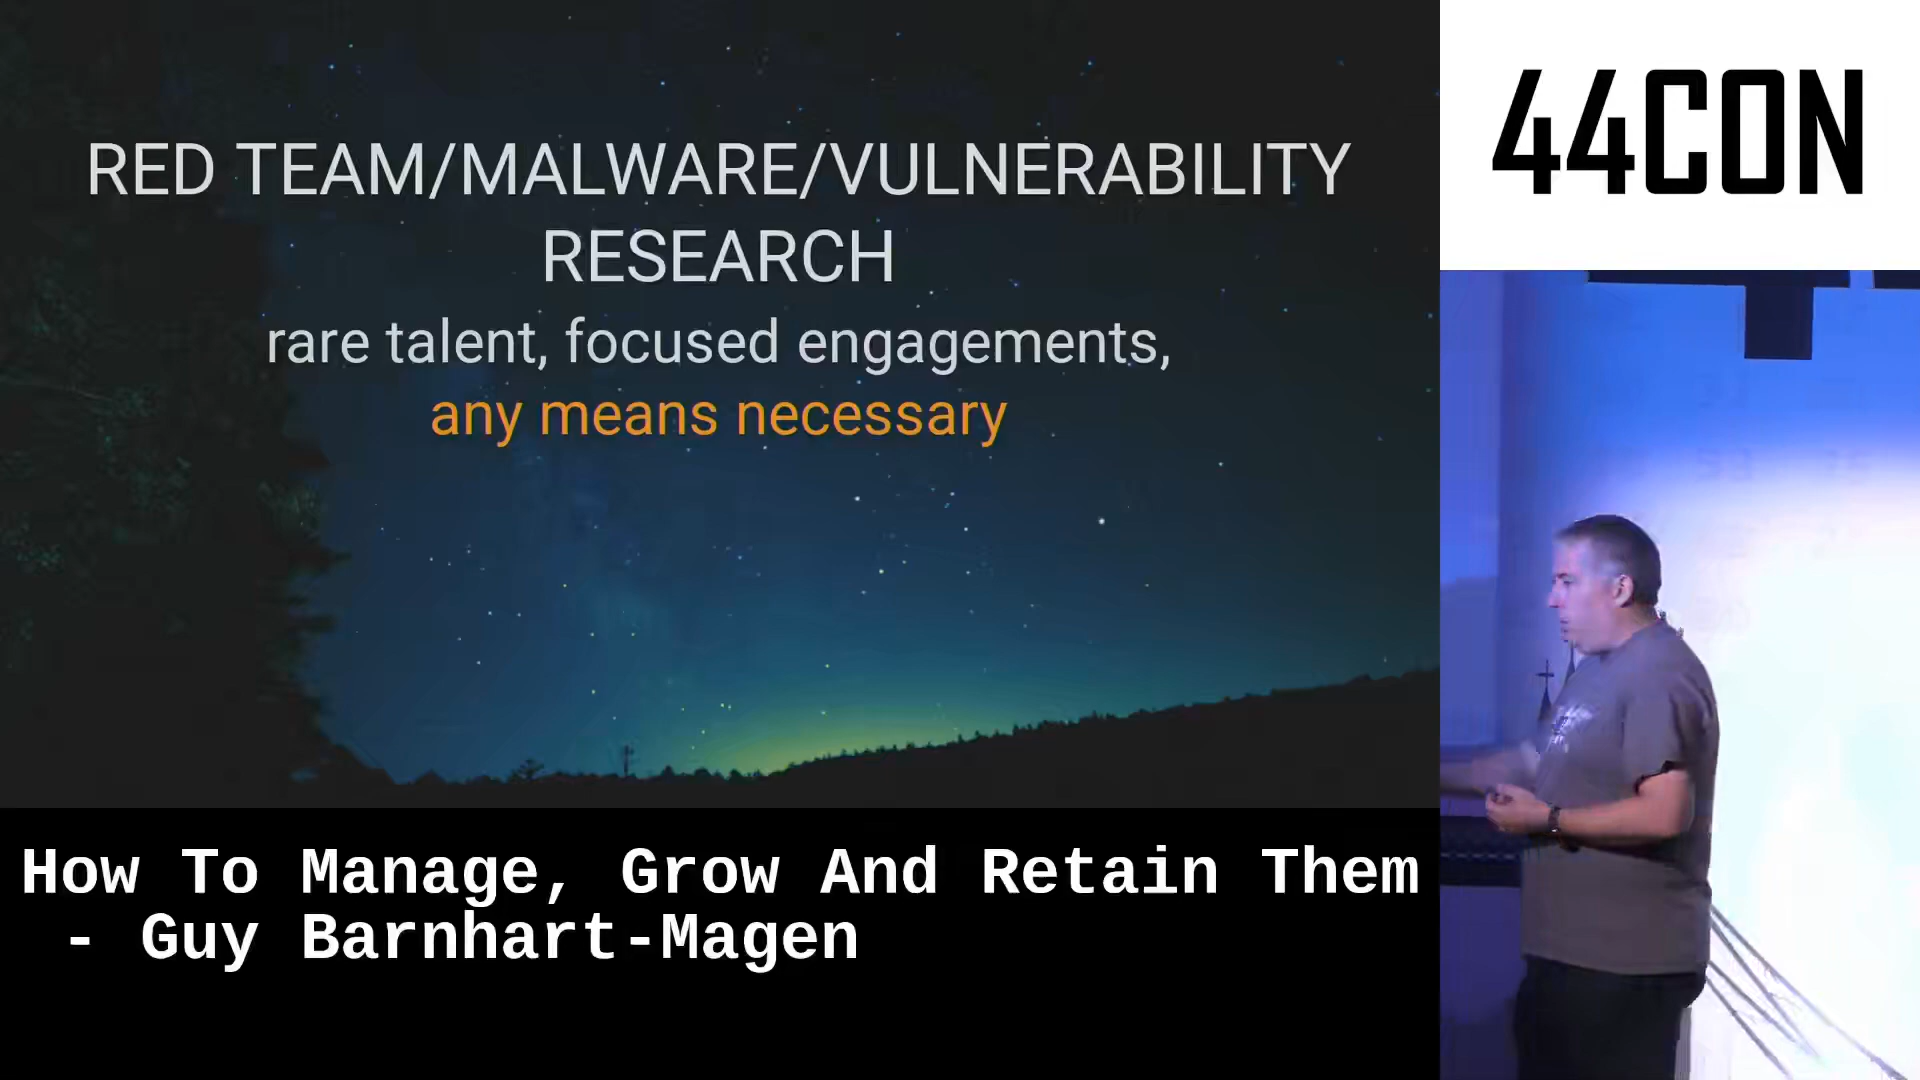 RED TEAM/MALWARE/VULNERABILITY
RESEARCH
rare talent, focused engagements,
any means necessary
44CON
How To Manage, Grow And Retain Them
- Guy Barnhart-Magen